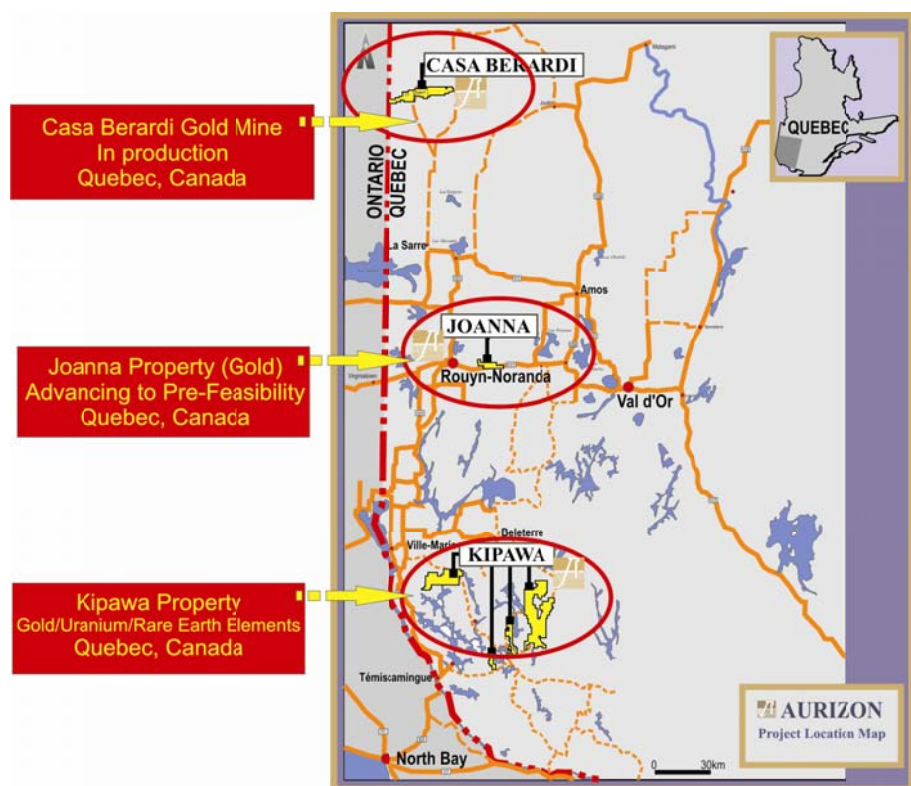 CASA BERARDI
Matagami
QUEBEC
Casa Berardi Gold Mine
In production
Quebec, Canada
ONTARIO
QUEBEC
La Sarre
Amos
JOANNA
Joanna Property (Gold)
Advancing to Pre-Feasibility
Quebec, Canada
Virginiatown
Rouyn-Noranda
Val d'Or
Ville-Marie
Deleterre
KIPAWA
Kipawa Property
Gold/Uranium/Rare Earth Elements
Quebec, Canada
Témiscamingue
AURIZON
Project Location Map
North Bay
0 30km